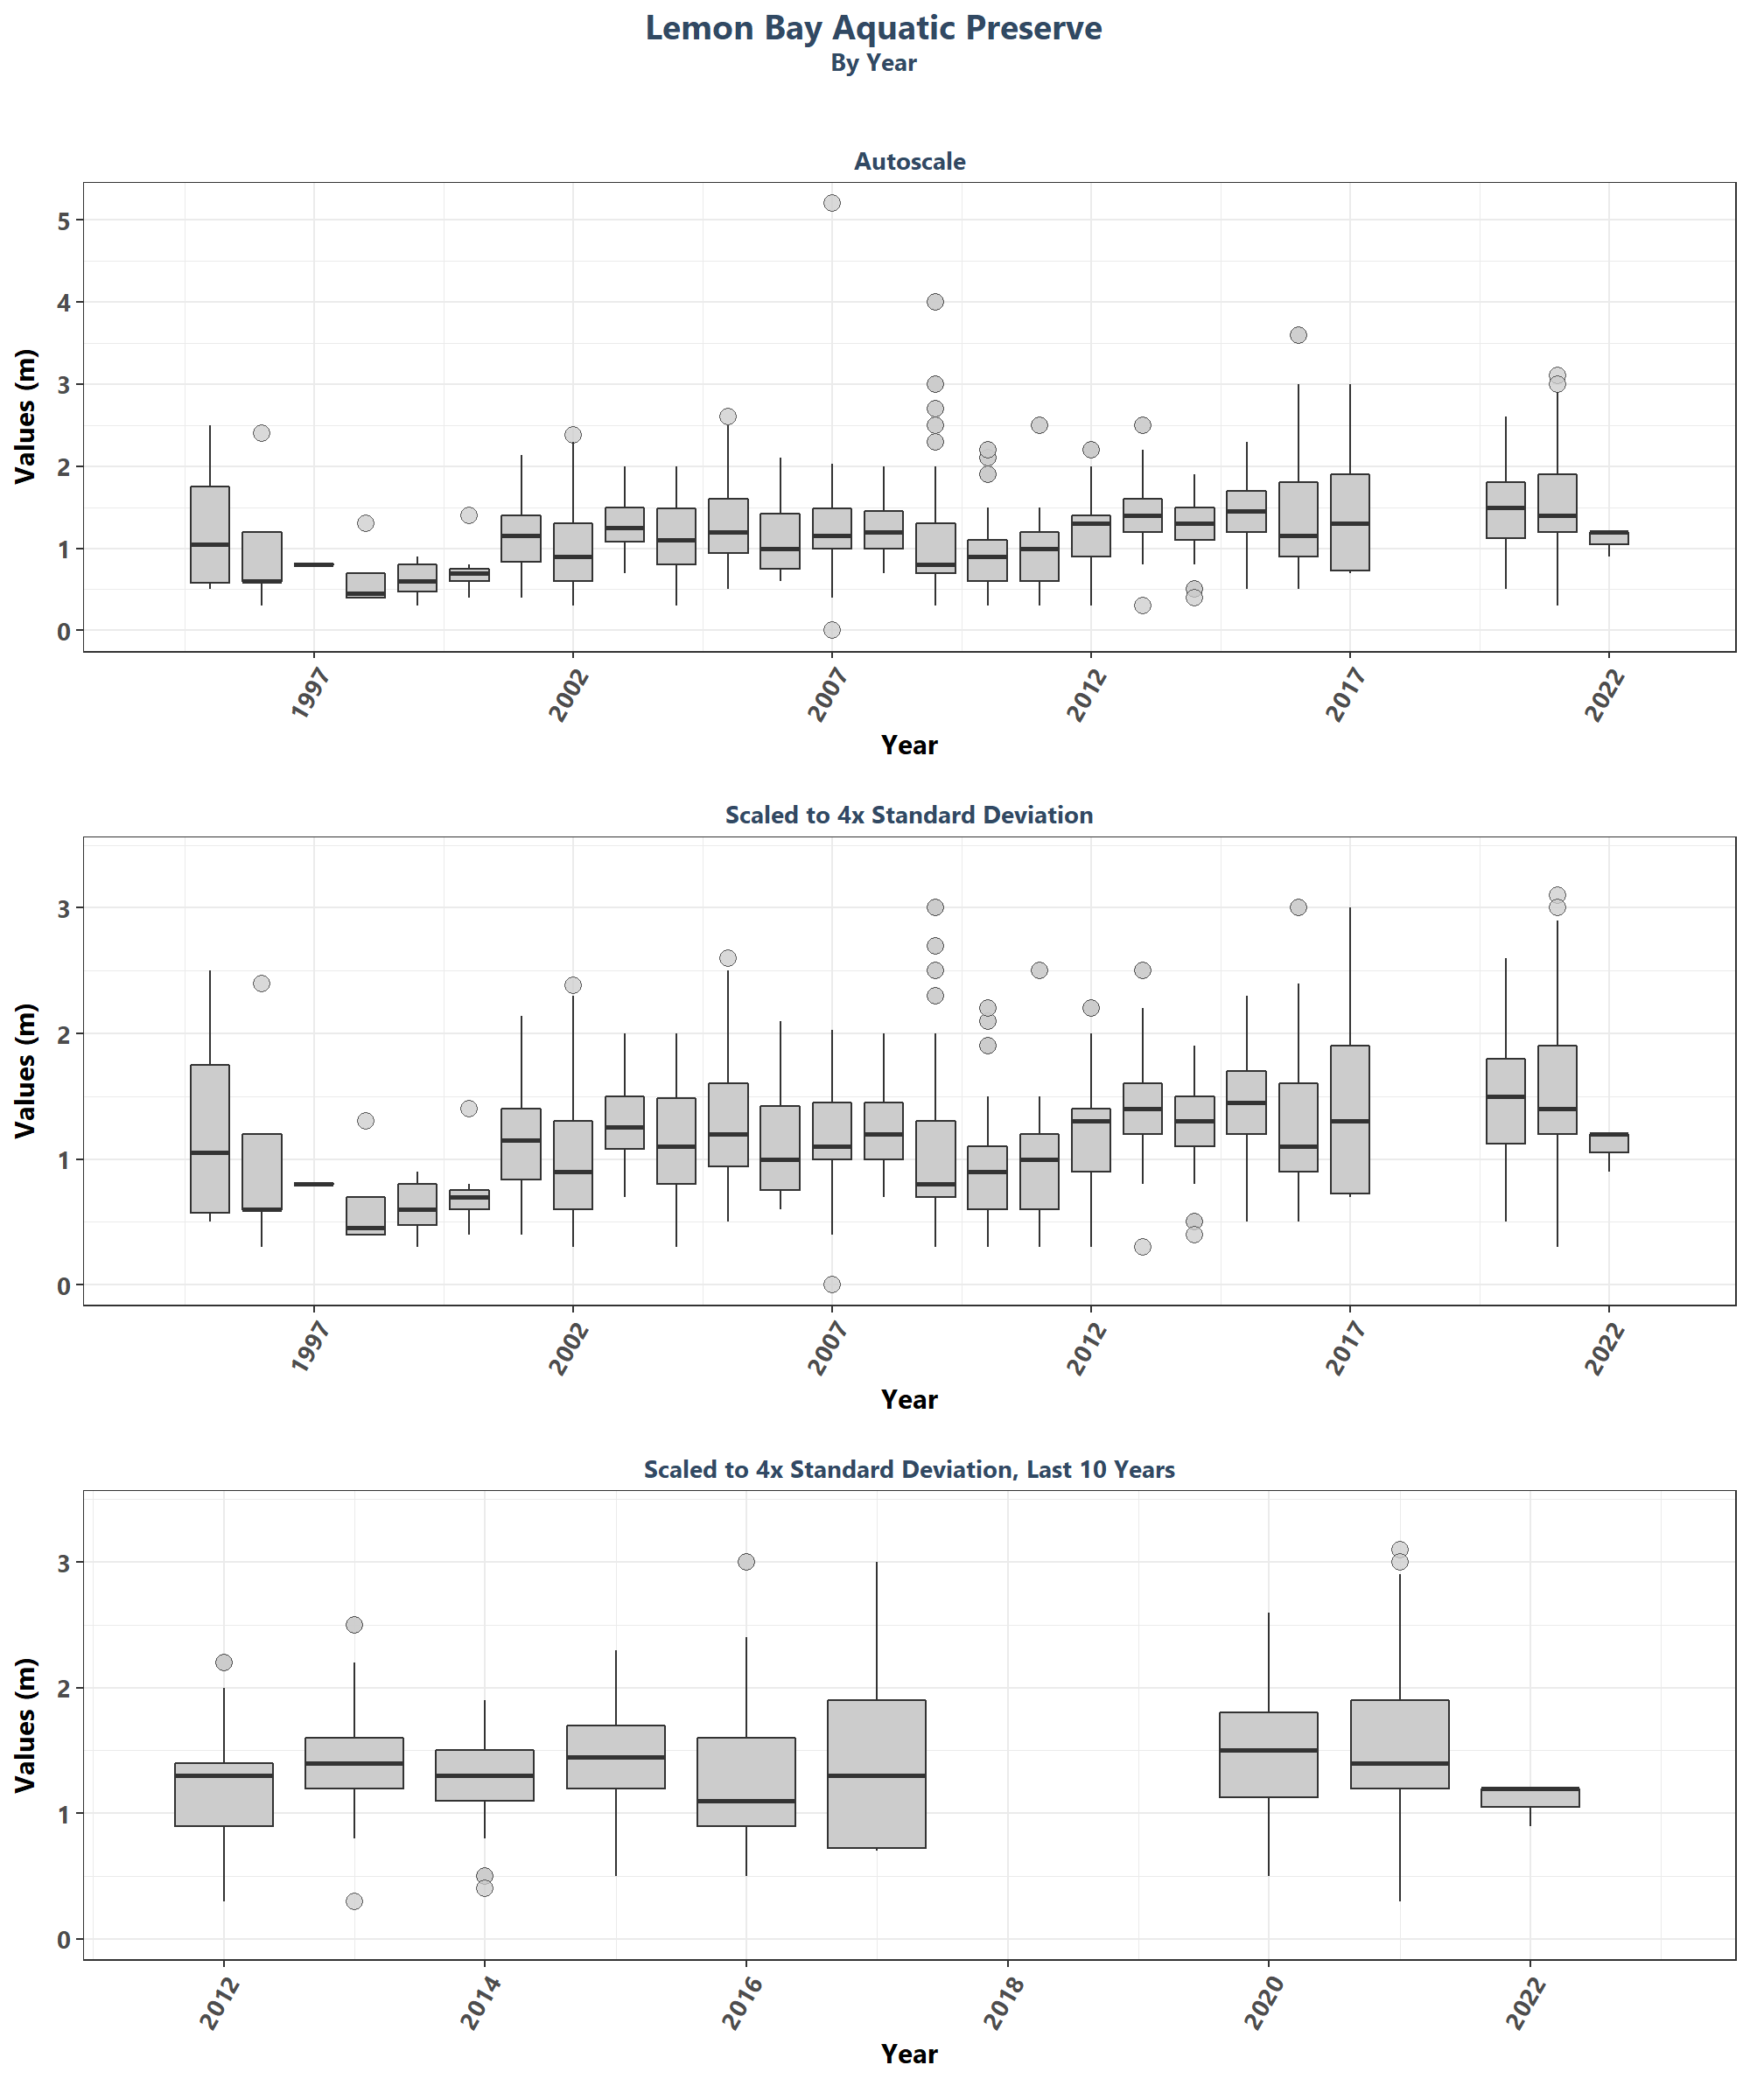 Lemon Bay Aquatic Preserve
By Year
Autoscale
Values (m)
5
4
3
2
1
0
1997 2002 2007 2012 2017 2022
Year
Scaled to 4x Standard Deviation
Values (m)
3
2
1
0
1997 2002 2007 2012 2017 2022
Year
Scaled to 4x Standard Deviation, Last 10 Years
Values (m)
3
2
1
0
2012 2014 2016 2018 2020 2022
Year